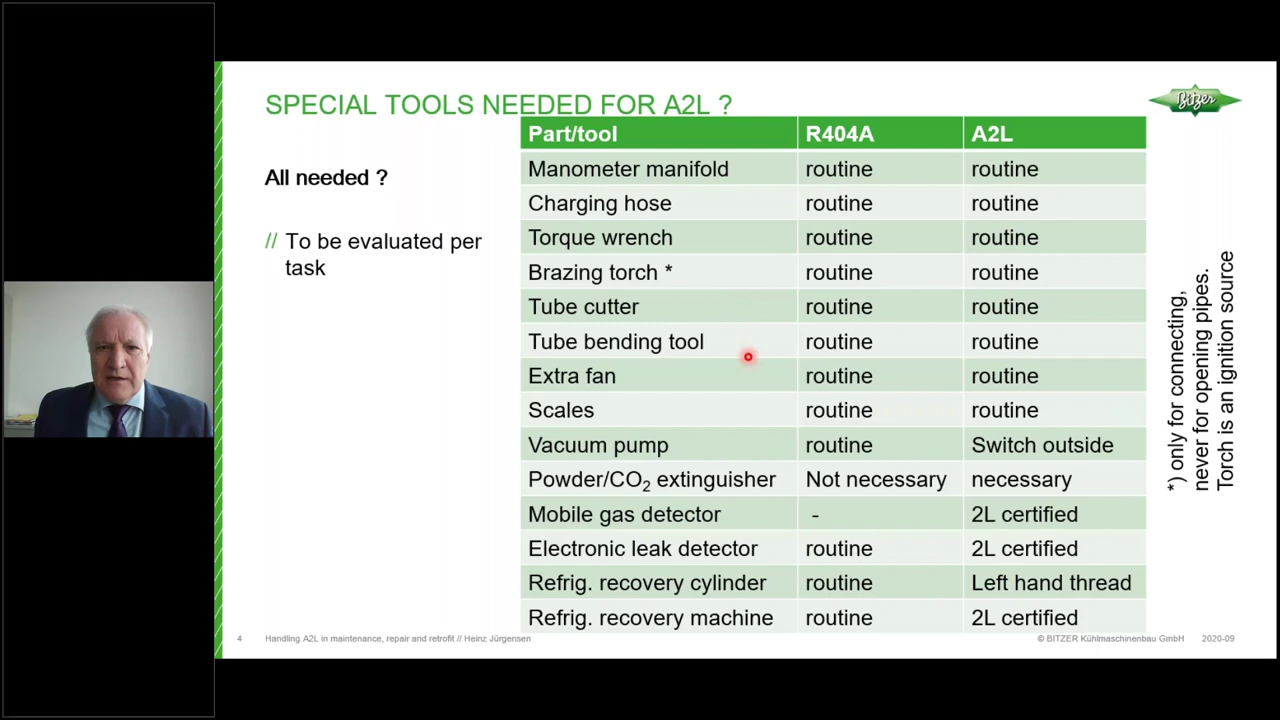 SPECIAL TOOLS NEEDED FOR A2L ?
Bitzer
All needed ?
// To be evaluated per
task
Part/tool R404A A2L
Manometer manifold routine routine
Charging hose routine routine
Torque wrench routine routine
Brazing torch * routine routine
Tube cutter routine routine
Tube bending tool routine routine
Extra fan routine routine
Scales routine routine
Vacuum pump routine Switch outside
Powder/CO₂ extinguisher Not necessary necessary
Mobile gas detector - 2L certified
Electronic leak detector routine 2L certified
Refrig. recovery cylinder routine Left hand thread
Refrig. recovery machine routine 2L certified
*) only for connecting,
never for opening pipes.
Torch is an ignition source
4 Handling A2L in maintenance, repair and retrofit // Heinz Jürgensen © BITZER Kühlmaschinenbau GmbH 2020-09